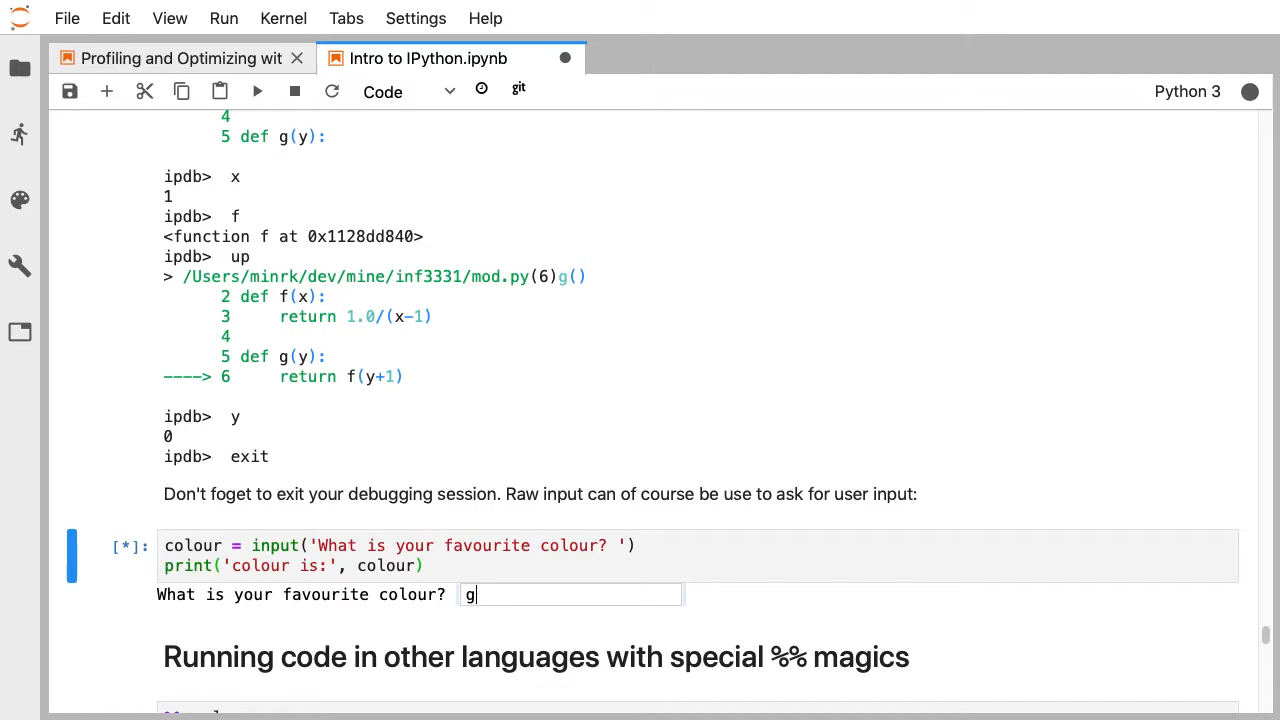 File Edit View Run Kernel Tabs Settings Help
Profiling and Optimizing wit
Intro to IPython.ipynb
Code
git
Python 3
4
5 def g(y):
ipdb> x
1
ipdb> f
<function f at 0x1128dd840>
ipdb> up
> /Users/minrk/dev/mine/inf3331/mod.py(6)g()
2 def f(x):
3 return 1.0/(x-1)
4
5 def g(y):
----> 6 return f(y+1)
ipdb> y
0
ipdb> exit
Don't foget to exit your debugging session. Raw input can of course be use to ask for user input:
[*]: colour = input('What is your favourite colour? ')
print('colour is:', colour)
What is your favourite colour? g
Running code in other languages with special %% magics